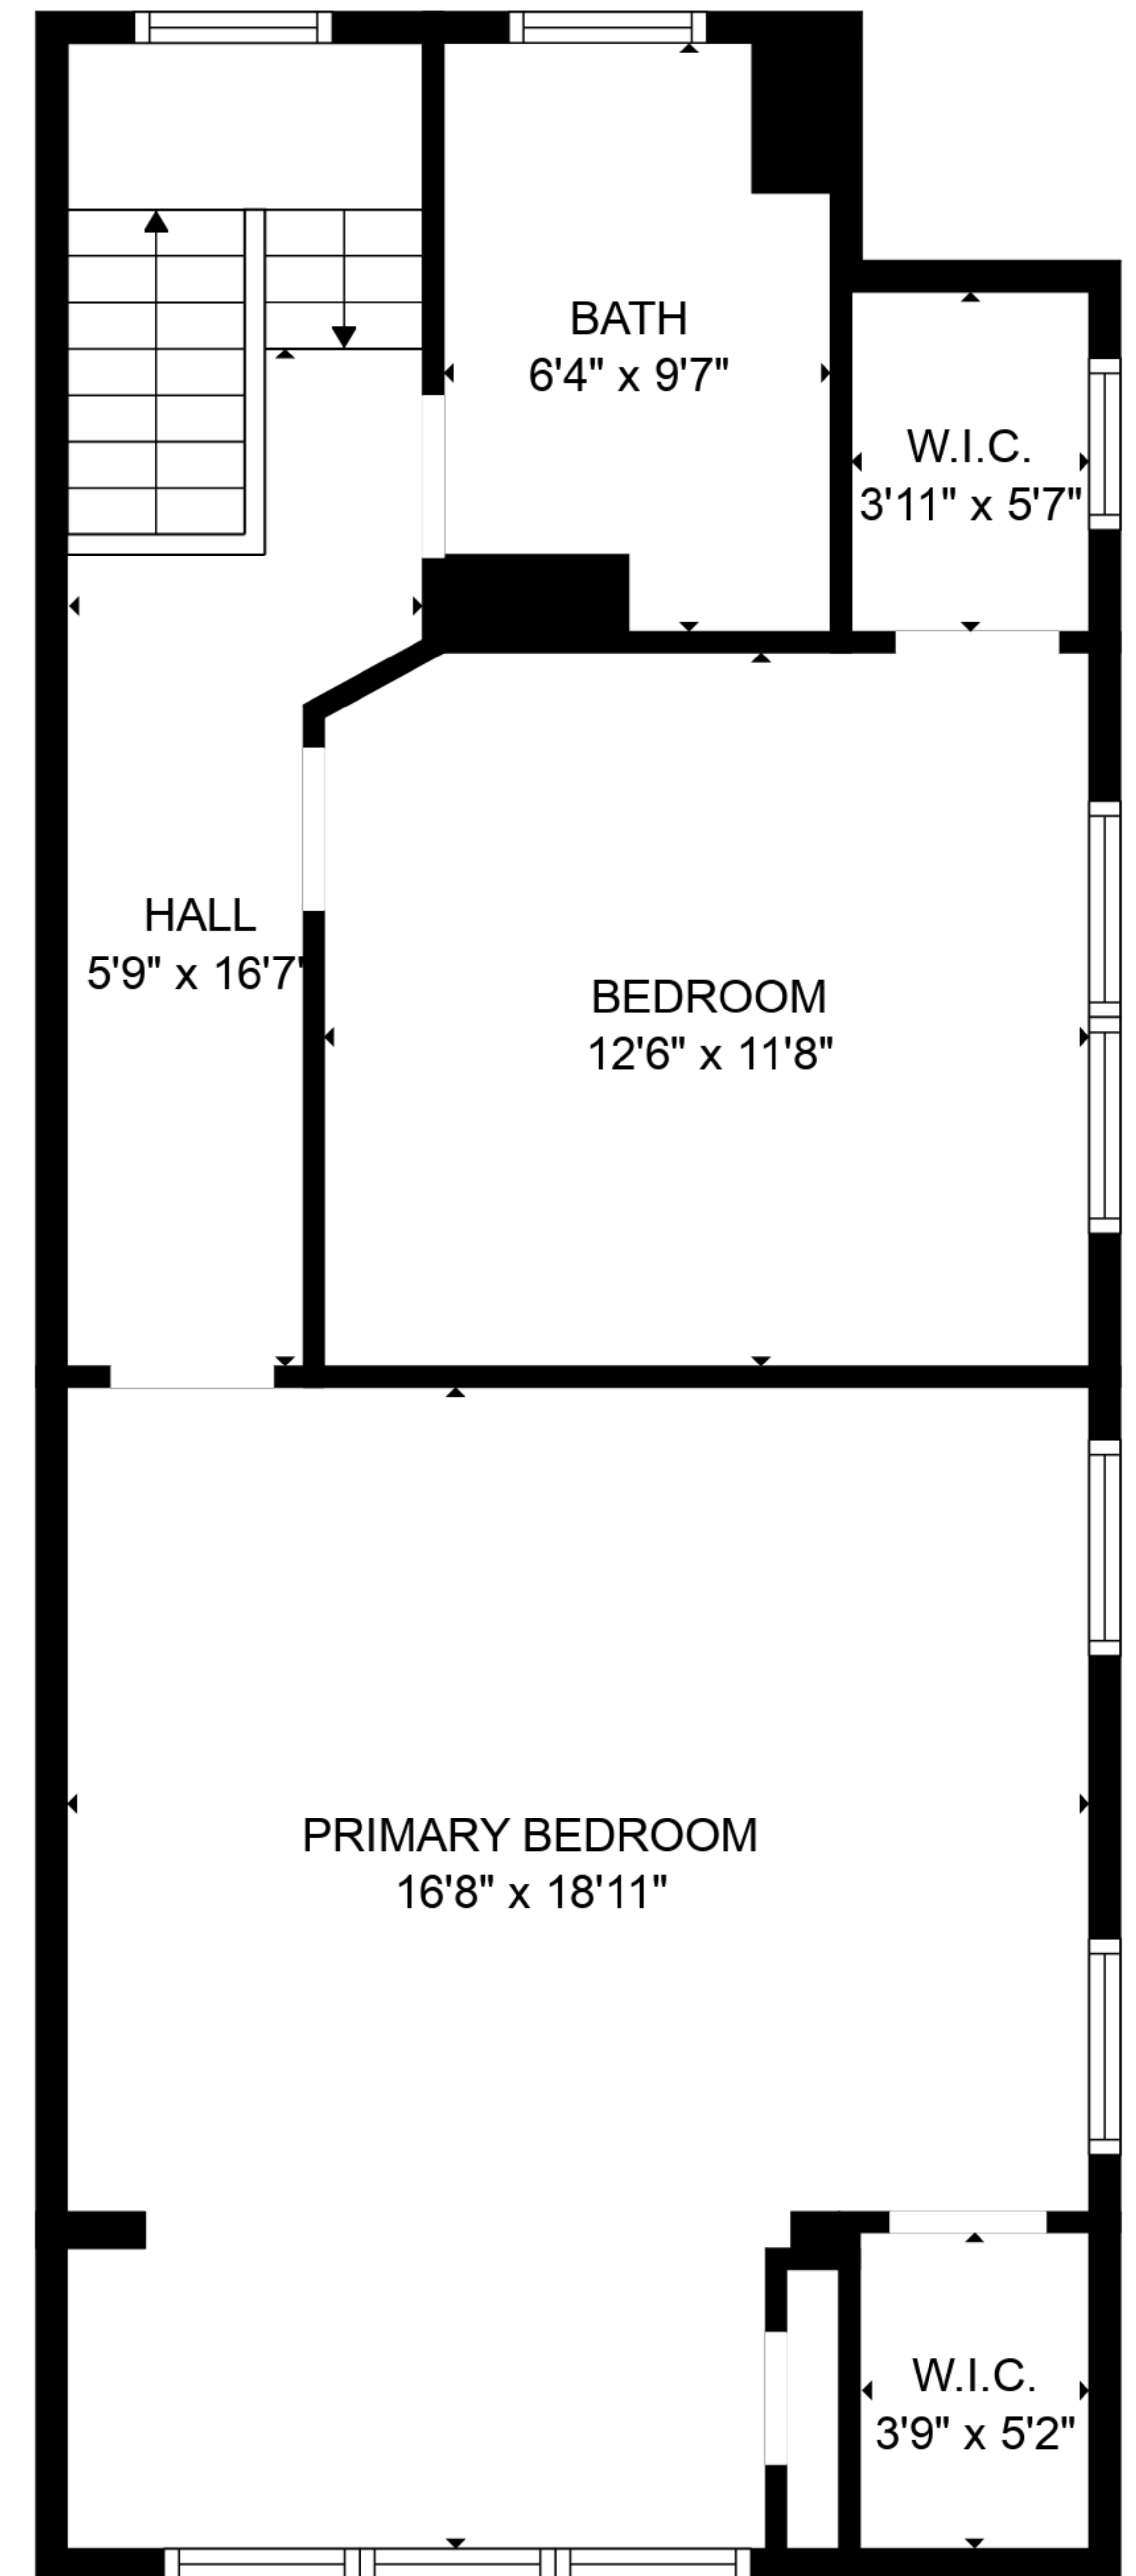 BATH
6'4" x 9'7"
W.I.C.
3'11" x 5'7"
HALL
5'9" x 16'7"
BEDROOM
12'6" x 11'8"
PRIMARY BEDROOM
16'8" x 18'11"
W.I.C.
3'9" x 5'2"